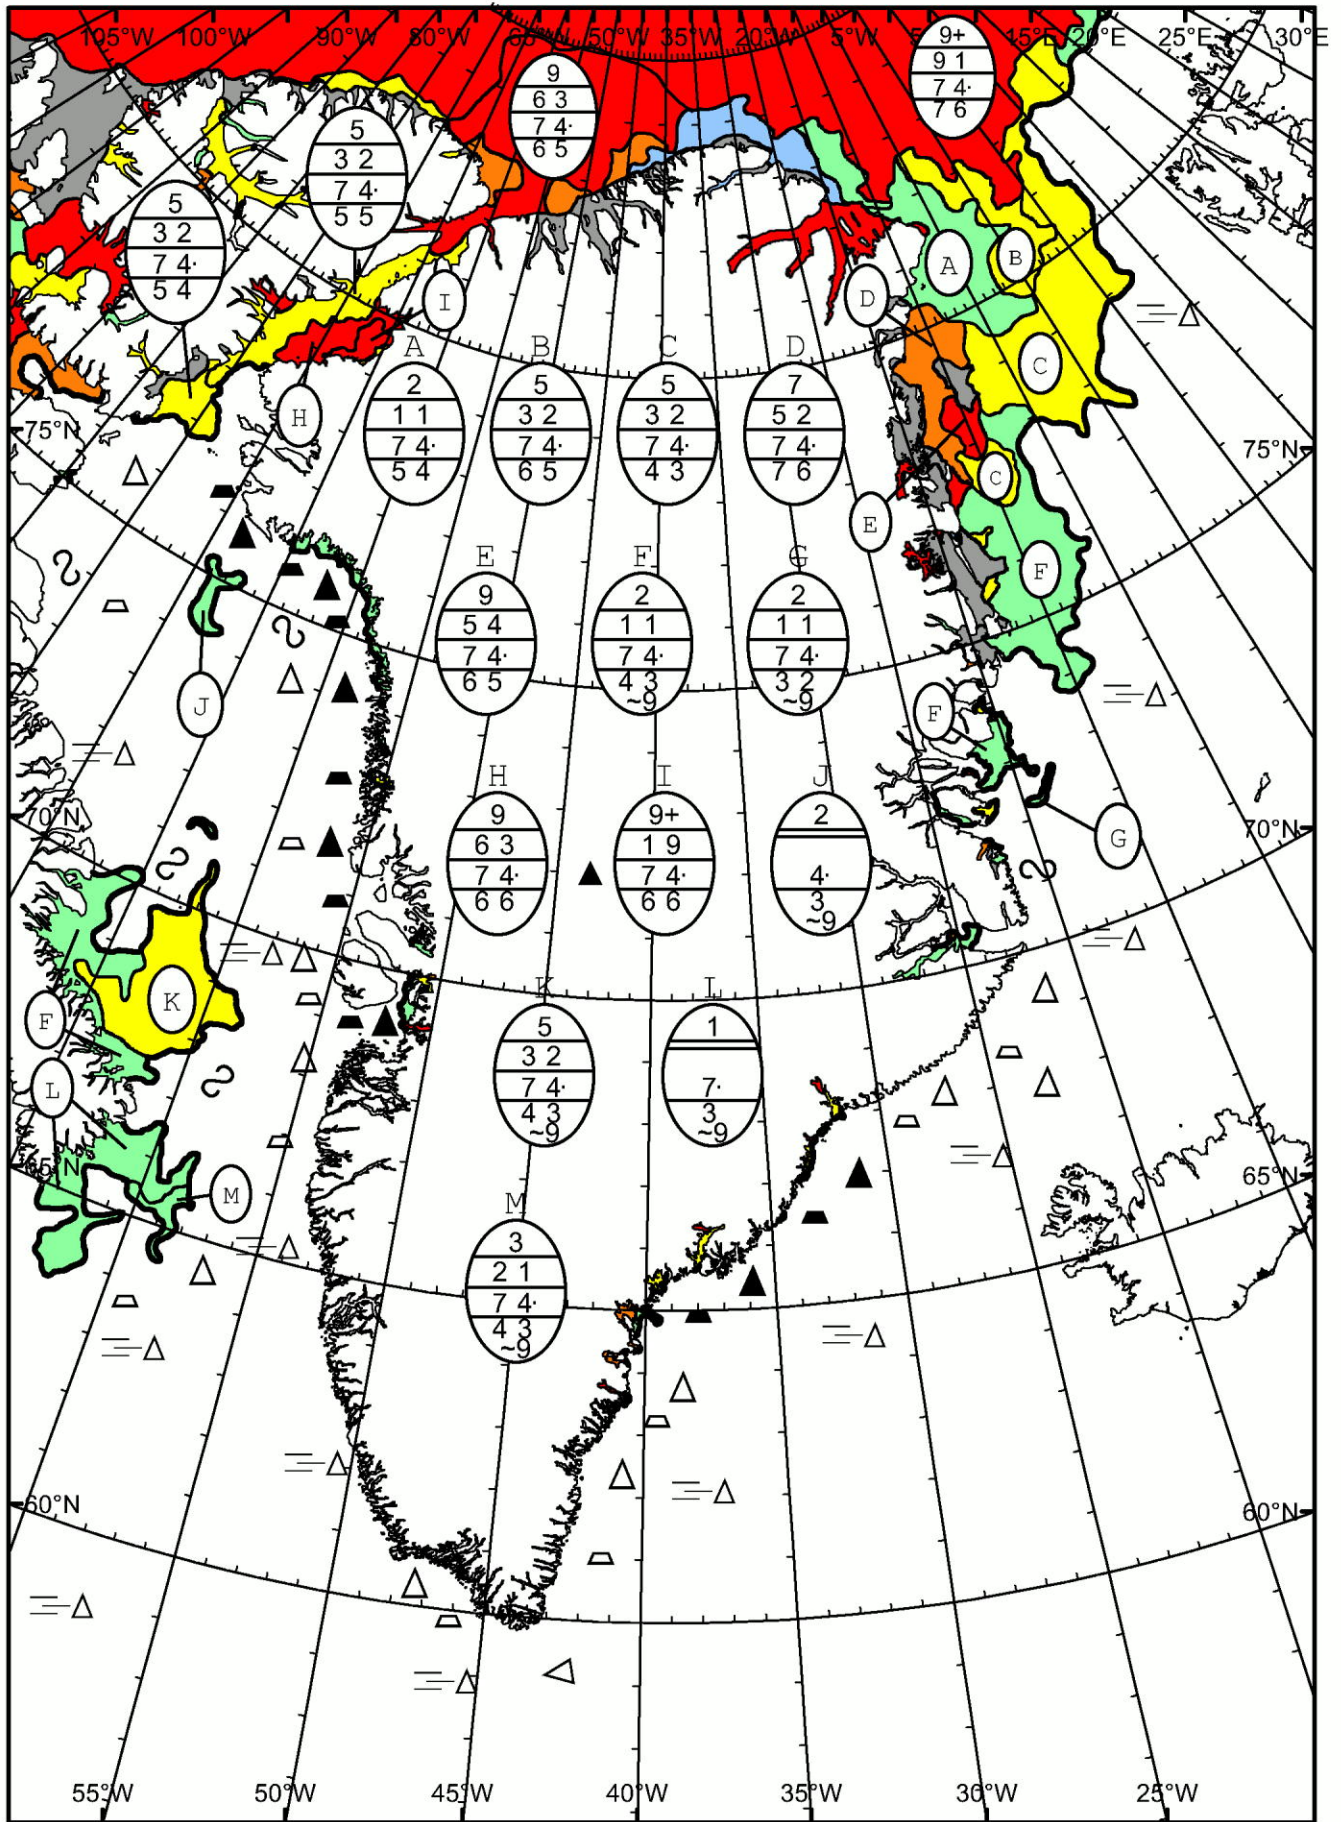 105°W 100°W 90°W 80°W 65°W 50°W 35°W 20°W 5°W 5°E 15°E 20°E 25°E 30°E
9+
9 1
7 4·
7 6
9
6 3
7 4·
6 5
5
3 2
7 4·
5 5
5
3 2
7 4·
5 4
A
B
I
D
C
H
A B C D
2 5 5 7
1 1 3 2 3 2 5 2
7 4· 7 4· 7 4· 7 4·
5 4 6 5 4 3 7 6
75°N 75°N
C
E
F
E F G
9 2 2
5 4 1 1 1 1
7 4· 7 4· 7 4·
6 5 4 3 3 2
~9 ~9
J
F
G
H I J
9 9+ 2
6 3 1 9
7 4· 7 4· 4·
6 6 6 6 3
~9
70°N 70°N
K
F
L
K L
5 1
3 2
7 4· 7·
4 3 3
~9 ~9
65°N 65°N
M
M
3
2 1
7 4·
4 3
~9
60°N 60°N
55°W 50°W 45°W 40°W 35°W 30°W 25°W